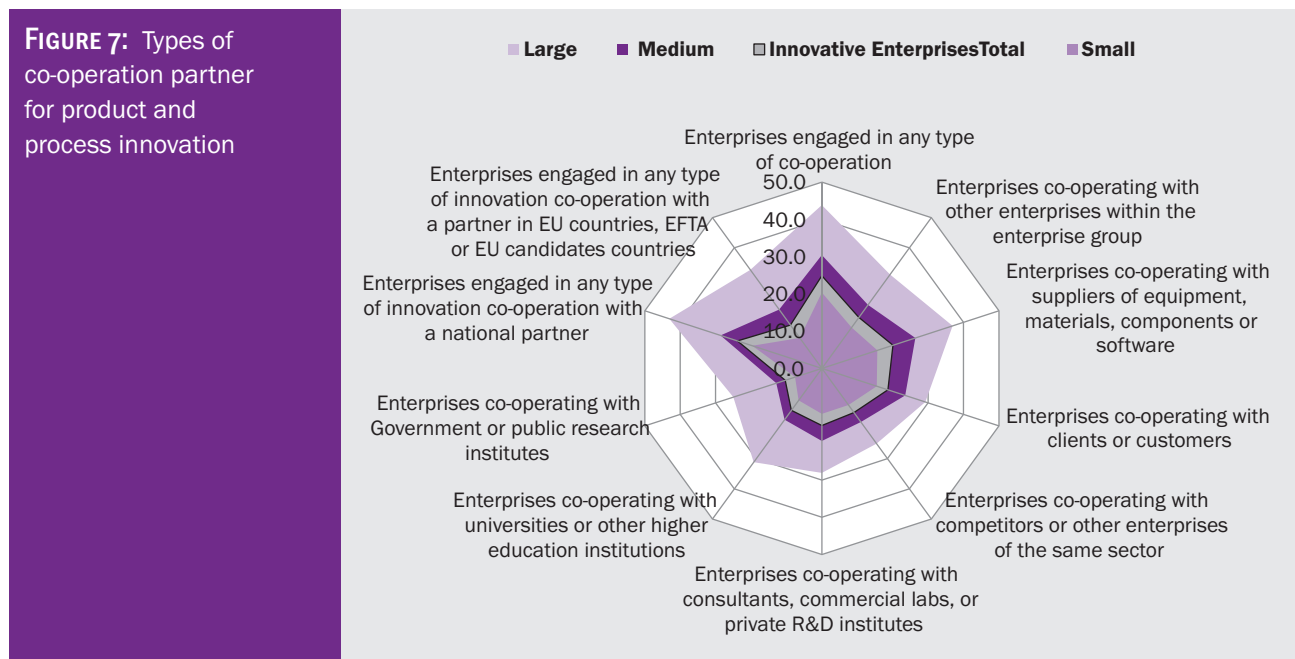 FIGURE 7: Types of
co-operation partner
for product and
process innovation
Large Medium Innovative EnterprisesTotal Small
Enterprises engaged in any type
of co-operation
Enterprises co-operating with
other enterprises within the
enterprise group
Enterprises co-operating with
suppliers of equipment,
materials, components or
software
Enterprises co-operating with
clients or customers
Enterprises co-operating with
competitors or other enterprises
of the same sector
Enterprises co-operating with
consultants, commercial labs, or
private R&D institutes
Enterprises co-operating with
universities or other higher
education institutions
Enterprises co-operating with
Government or public research
institutes
Enterprises engaged in any type
of innovation co-operation with
a national partner
Enterprises engaged in any type
of innovation co-operation with
a partner in EU countries, EFTA
or EU candidates countries
50.0
40.0
30.0
20.0
10.0
0.0